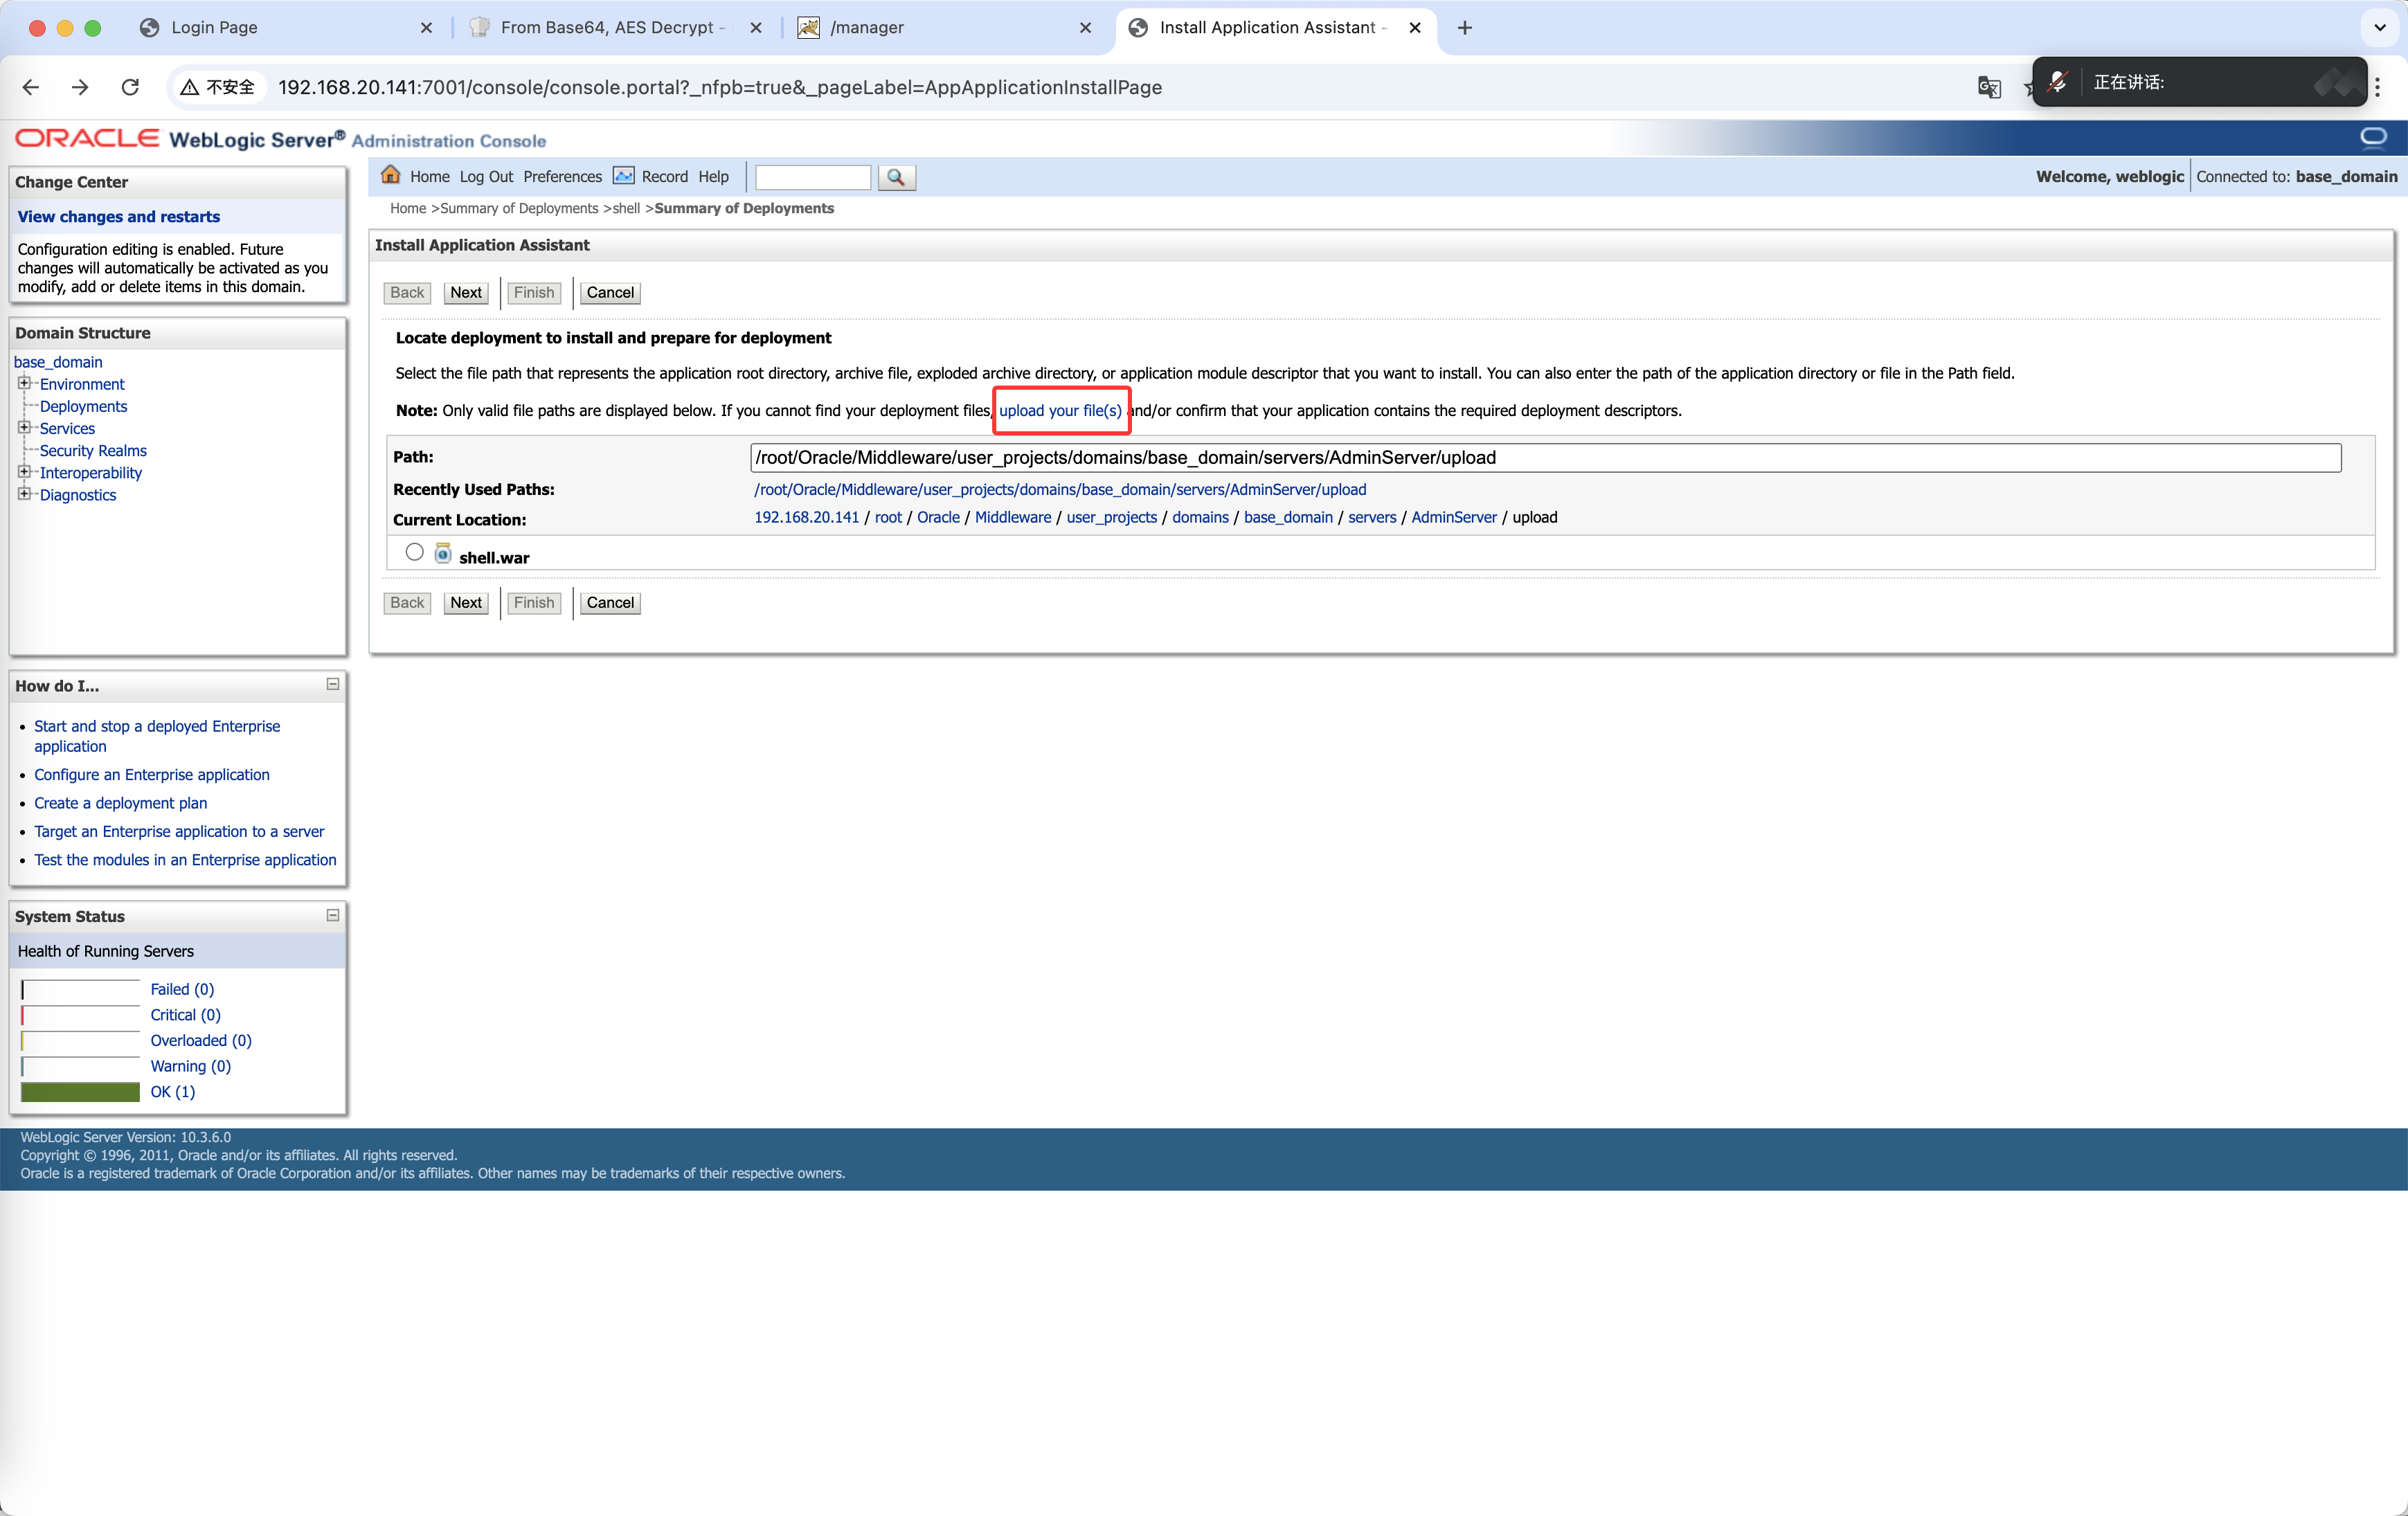 Login Page
From Base64, AES Decrypt -
/manager
Install Application Assistant -
不安全
192.168.20.141:7001/console/console.portal?_nfpb=true&_pageLabel=AppApplicationInstallPage
正在讲话:
ORACLE WebLogic Server® Administration Console
Change Center
View changes and restarts
Configuration editing is enabled. Future
changes will automatically be activated as you
modify, add or delete items in this domain.
Domain Structure
base_domain
Environment
Deployments
Services
Security Realms
Interoperability
Diagnostics
How do I...
Start and stop a deployed Enterprise
application
Configure an Enterprise application
Create a deployment plan
Target an Enterprise application to a server
Test the modules in an Enterprise application
System Status
Health of Running Servers
Failed (0)
Critical (0)
Overloaded (0)
Warning (0)
OK (1)
Home Log Out Preferences Record Help
Welcome, weblogic Connected to: base_domain
Home >Summary of Deployments >shell >Summary of Deployments
Install Application Assistant
Back Next Finish Cancel
Locate deployment to install and prepare for deployment
Select the file path that represents the application root directory, archive file, exploded archive directory, or application module descriptor that you want to install. You can also enter the path of the application directory or file in the Path field.
Note: Only valid file paths are displayed below. If you cannot find your deployment files, upload your file(s) and/or confirm that your application contains the required deployment descriptors.
Path: /root/Oracle/Middleware/user_projects/domains/base_domain/servers/AdminServer/upload
Recently Used Paths: /root/Oracle/Middleware/user_projects/domains/base_domain/servers/AdminServer/upload
Current Location: 192.168.20.141 / root / Oracle / Middleware / user_projects / domains / base_domain / servers / AdminServer / upload
shell.war
Back Next Finish Cancel
WebLogic Server Version: 10.3.6.0
Copyright © 1996, 2011, Oracle and/or its affiliates. All rights reserved.
Oracle is a registered trademark of Oracle Corporation and/or its affiliates. Other names may be trademarks of their respective owners.